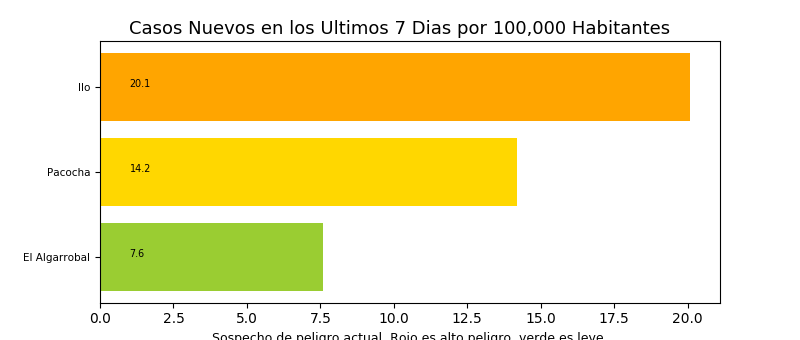 Casos Nuevos en los Ultimos 7 Dias por 100,000 Habitantes
Ilo
20.1
Pacocha
14.2
El Algarrobal
7.6
0.0 2.5 5.0 7.5 10.0 12.5 15.0 17.5 20.0
Sospecho de peligro actual. Rojo es alto peligro, verde es leve